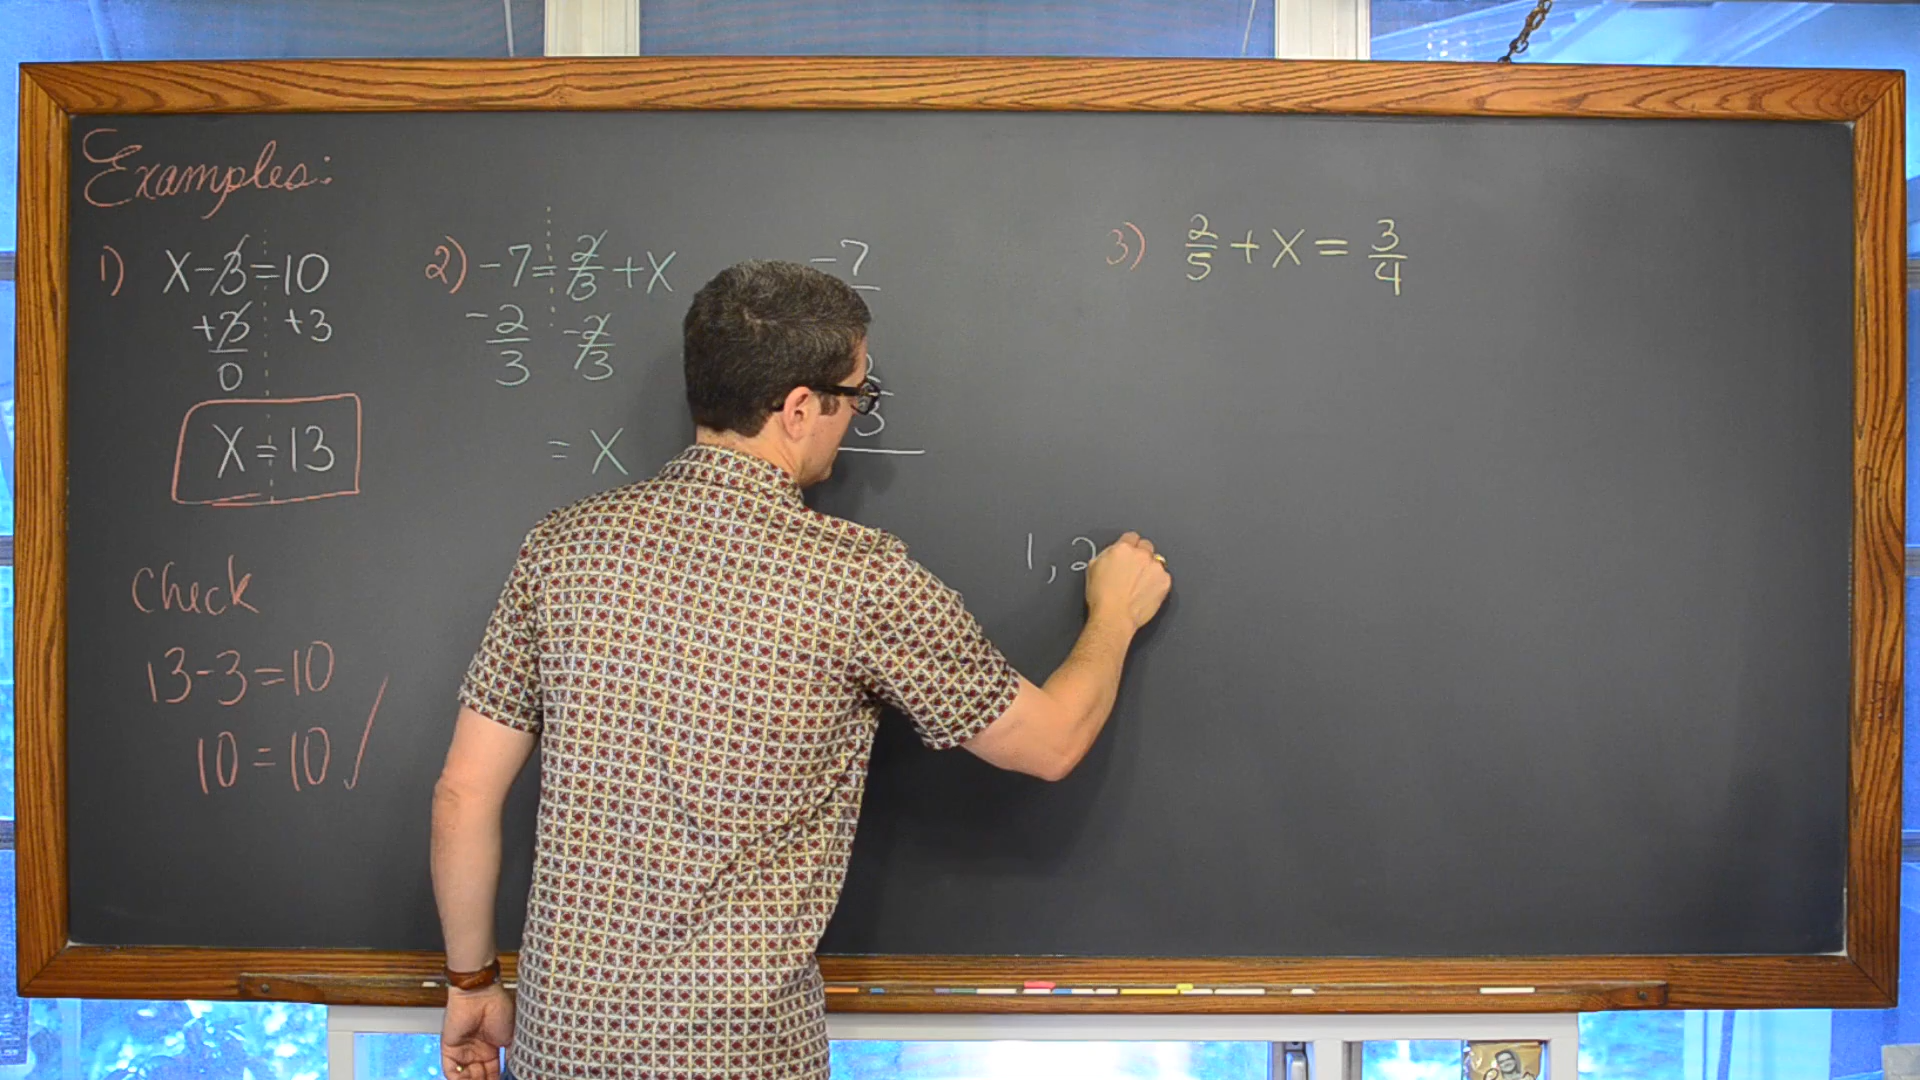 Examples:
1) X-3=10
+3 +3
0
X=13
Check
13-3=10
10=10 ✓
2) -7=2/3+X
-2/3 -2/3
=X
-7
3
1, 2
3) 2/5+X=3/4